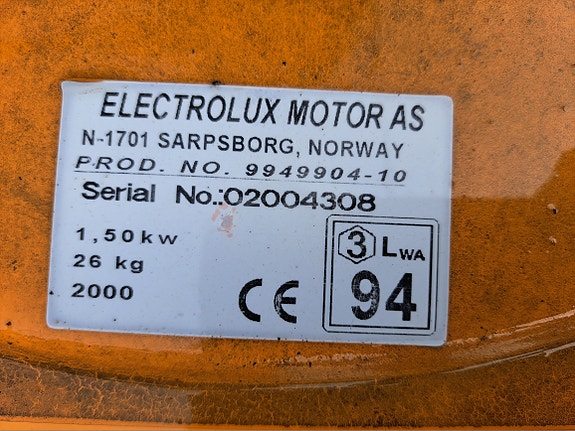 ELECTROLUX MOTOR AS
N-1701 SARPSBORG, NORWAY
PROD. NO. 9949904-10
Serial No.:02004308
1,50kw
26 kg
2000
CE
3 LWA
94